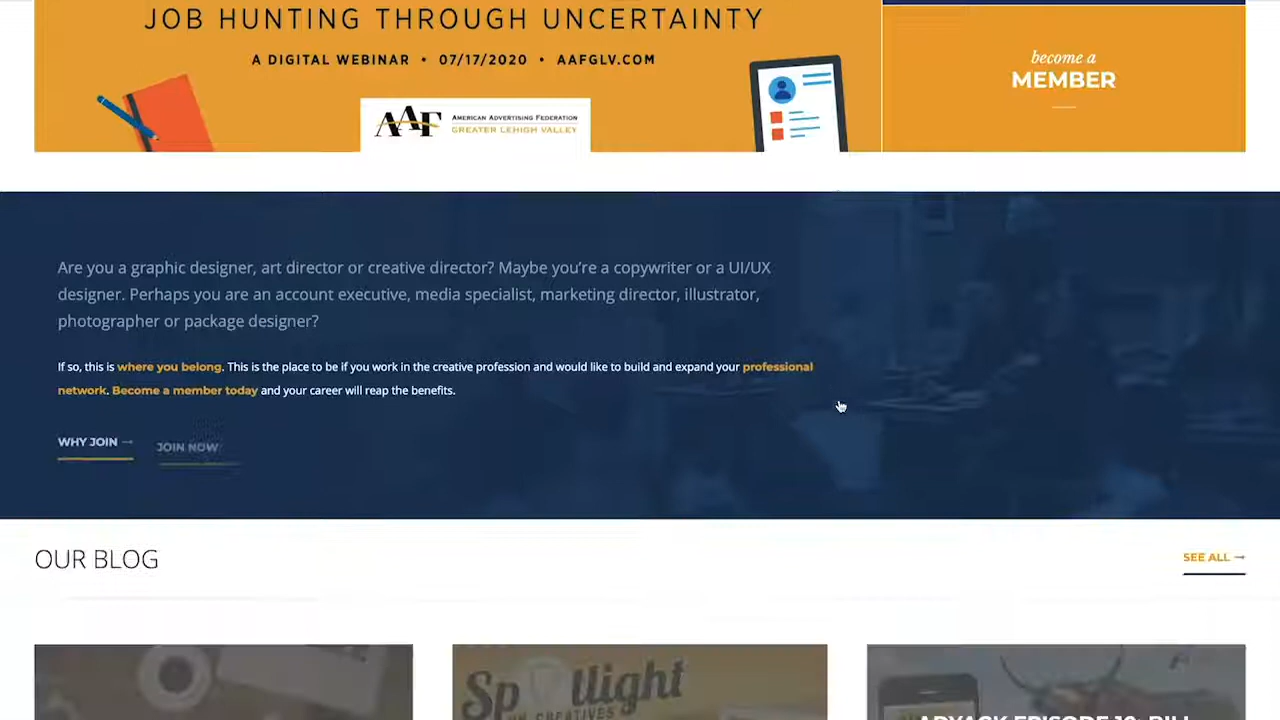 JOB HUNTING THROUGH UNCERTAINTY
A DIGITAL WEBINAR • 07/17/2020 • AAFGLV.COM
AAF AMERICAN ADVERTISING FEDERATION
GREATER LEHIGH VALLEY
become a
MEMBER
Are you a graphic designer, art director or creative director? Maybe you're a copywriter or a UI/UX
designer. Perhaps you are an account executive, media specialist, marketing director, illustrator,
photographer or package designer?
If so, this is where you belong. This is the place to be if you work in the creative profession and would like to build and expand your professional
network. Become a member today and your career will reap the benefits.
WHY JOIN →
JOIN NOW
OUR BLOG
SEE ALL →
Spotlight
CREATIVES
ADYACK EPISODE 10: BILL